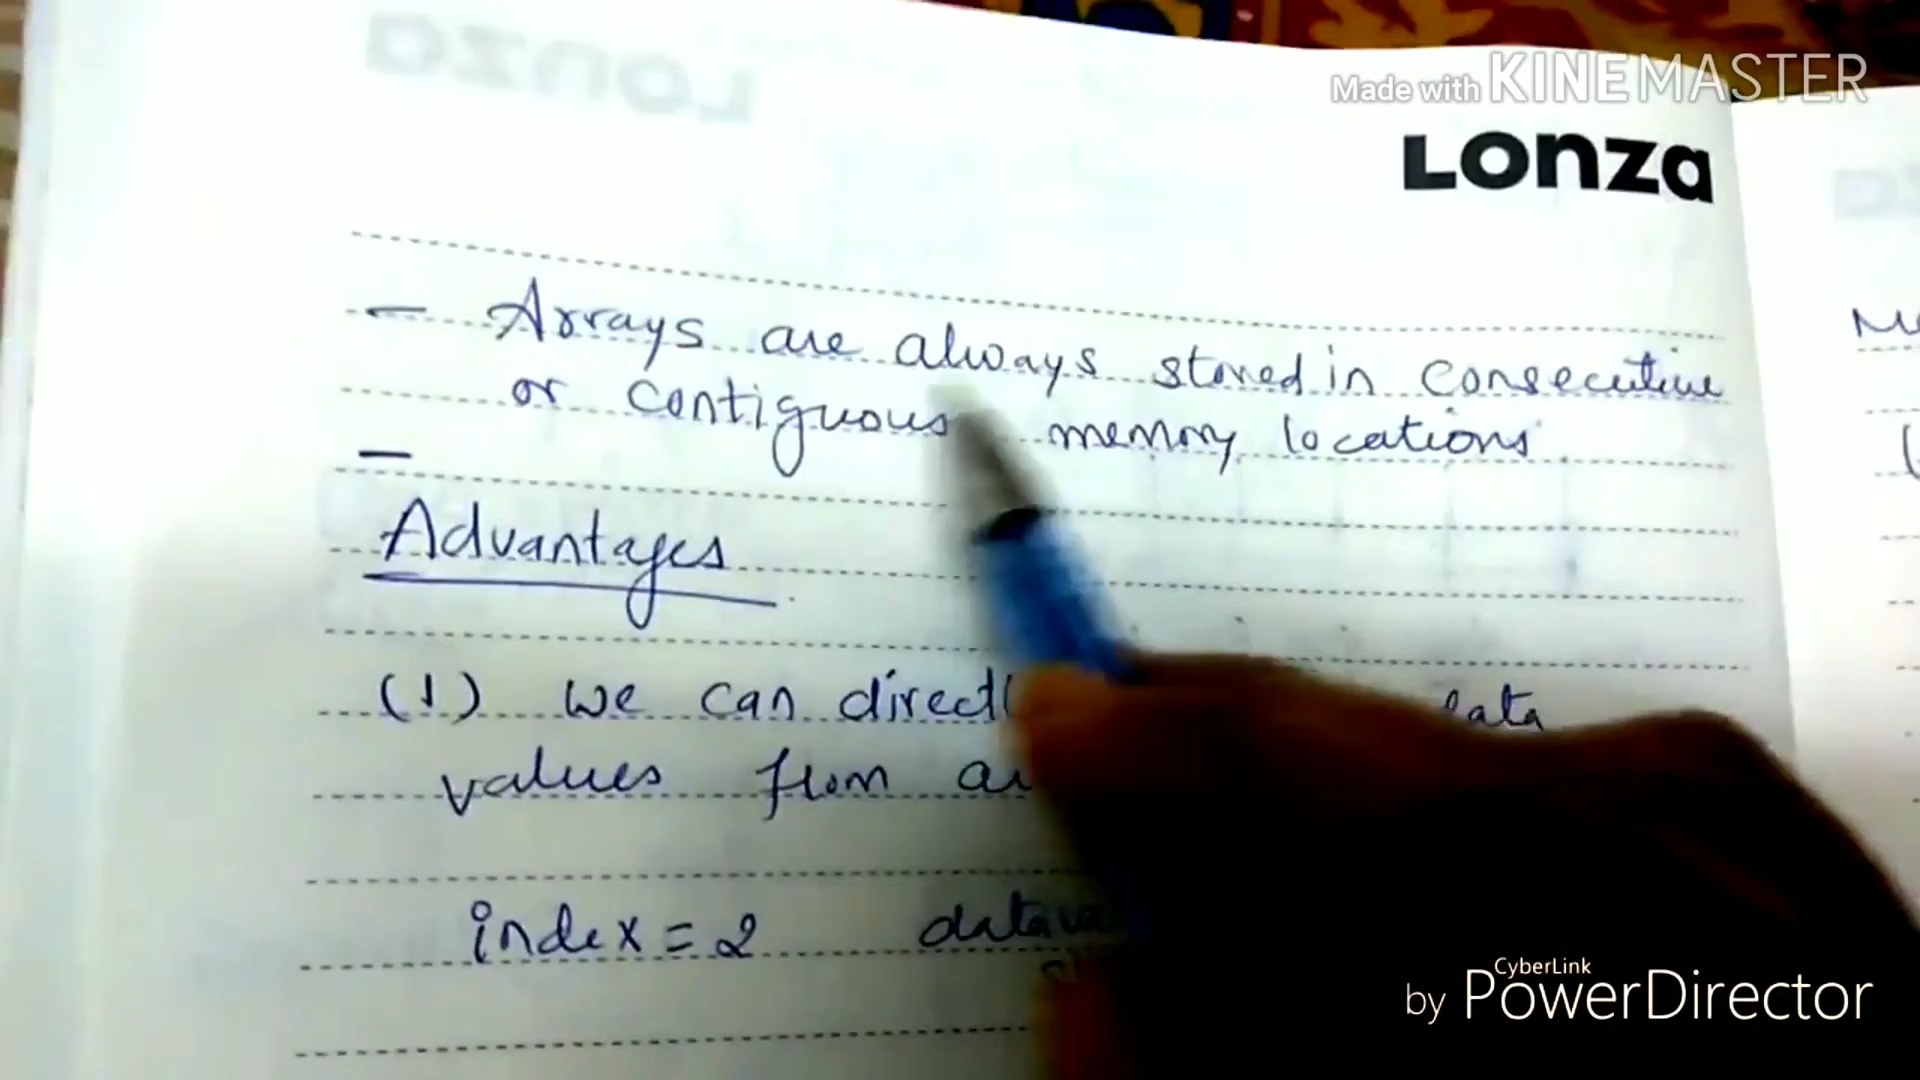 Made with KINEMASTER
Lonza
- Arrays are always stored in consecutive
or contiguous memory locations
-
Advantages
(1) we can data
values from
index = 2
CyberLink
by PowerDirector